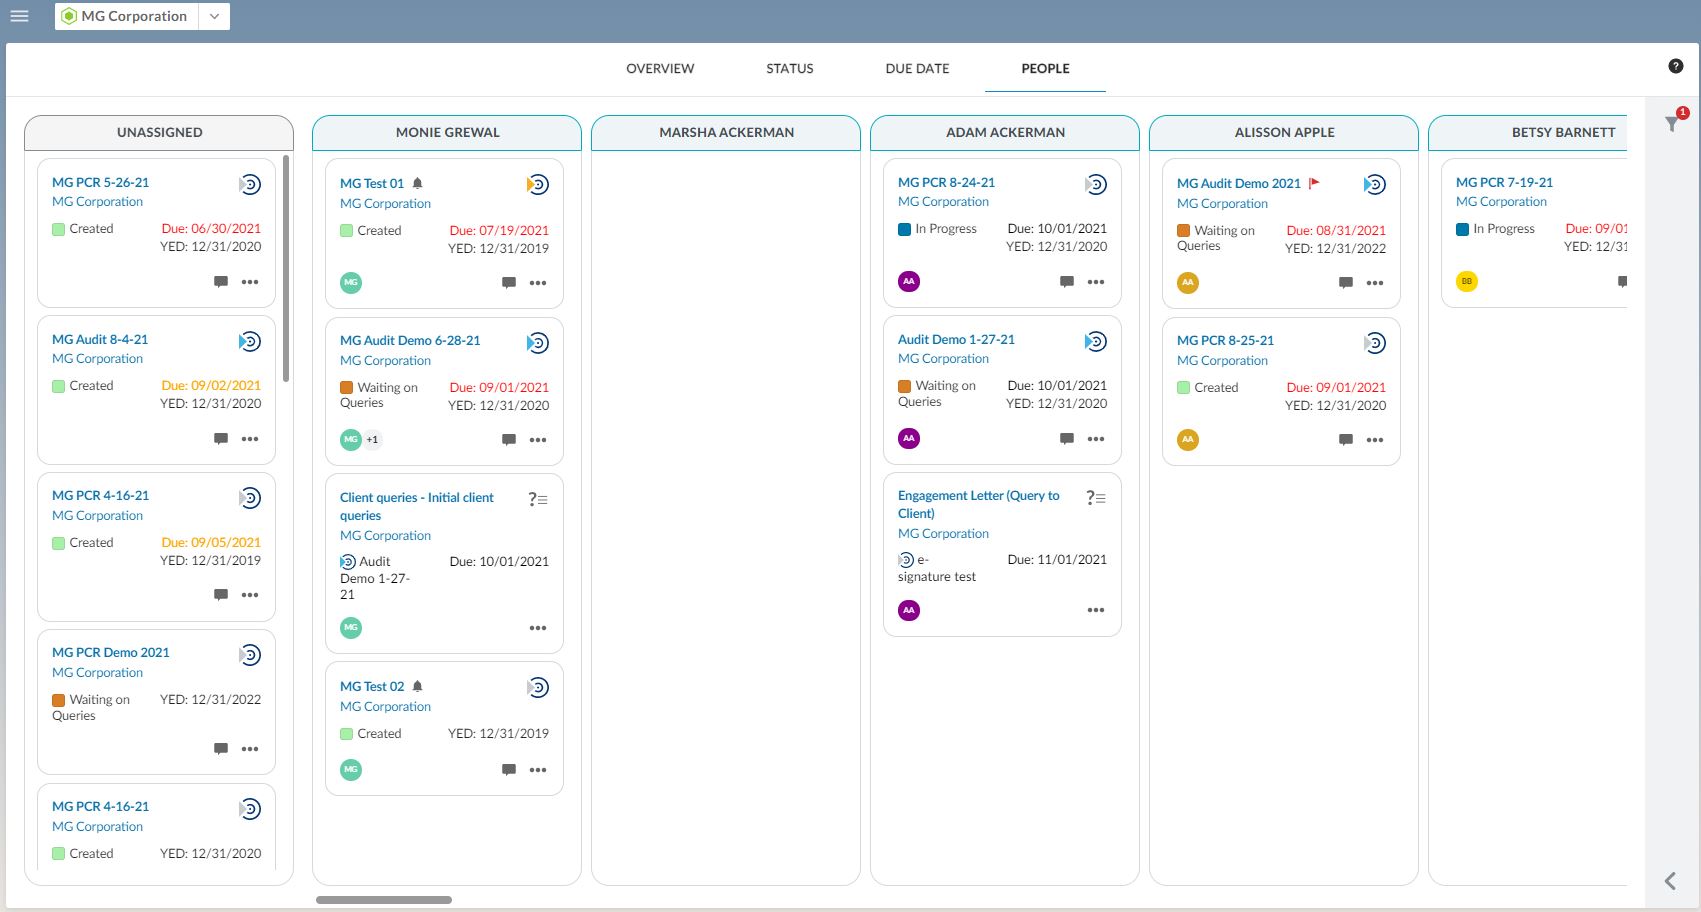 MG Corporation
OVERVIEW
STATUS
DUE DATE
PEOPLE
?
1
UNASSIGNED
MG PCR 5-26-21
MG Corporation
Created
Due: 06/30/2021
YED: 12/31/2020
MG Audit 8-4-21
MG Corporation
Created
Due: 09/02/2021
YED: 12/31/2020
MG PCR 4-16-21
MG Corporation
Created
Due: 09/05/2021
YED: 12/31/2019
MG PCR Demo 2021
MG Corporation
Waiting on
Queries
YED: 12/31/2022
MG PCR 4-16-21
MG Corporation
Created
YED: 12/31/2020
MONIE GREWAL
MG Test 01
MG Corporation
Created
Due: 07/19/2021
YED: 12/31/2019
MG
MG Audit Demo 6-28-21
MG Corporation
Waiting on
Queries
Due: 09/01/2021
YED: 12/31/2020
MG +1
Client queries - Initial client
queries
MG Corporation
Audit
Demo 1-27-
21
Due: 10/01/2021
MG
MG Test 02
MG Corporation
Created
YED: 12/31/2019
MG
MARSHA ACKERMAN
ADAM ACKERMAN
MG PCR 8-24-21
MG Corporation
In Progress
Due: 10/01/2021
YED: 12/31/2020
AA
Audit Demo 1-27-21
MG Corporation
Waiting on
Queries
Due: 10/01/2021
YED: 12/31/2020
AA
Engagement Letter (Query to
Client)
MG Corporation
e-
signature test
Due: 11/01/2021
AA
ALISSON APPLE
MG Audit Demo 2021
MG Corporation
Waiting on
Queries
Due: 08/31/2021
YED: 12/31/2022
AA
MG PCR 8-25-21
MG Corporation
Created
Due: 09/01/2021
YED: 12/31/2020
AA
BETSY BARNETT
MG PCR 7-19-21
MG Corporation
In Progress
Due: 09/01
YED: 12/31
BB